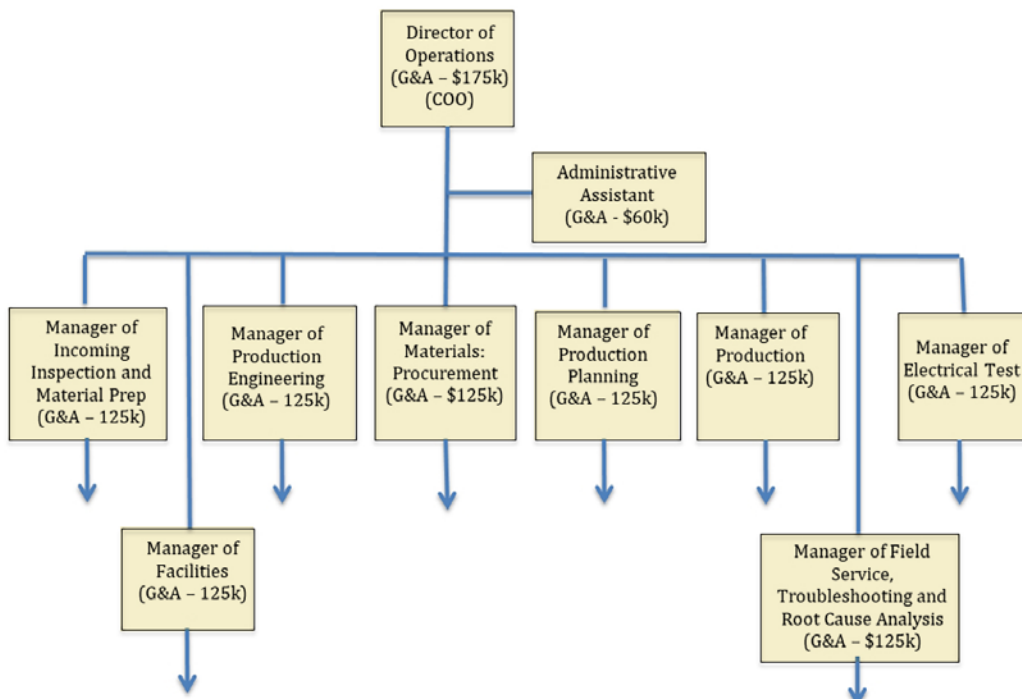 Director of
Operations
(G&A – $175k)
(COO)
Administrative
Assistant
(G&A - $60k)
Manager of
Incoming
Inspection and
Material Prep
(G&A – 125k)
Manager of
Production
Engineering
(G&A – 125k)
Manager of
Materials:
Procurement
(G&A – $125k)
Manager of
Production
Planning
(G&A – 125k)
Manager of
Production
(G&A – 125k)
Manager of
Electrical Test
(G&A – 125k)
Manager of
Facilities
(G&A – 125k)
Manager of Field
Service,
Troubleshooting and
Root Cause Analysis
(G&A – $125k)